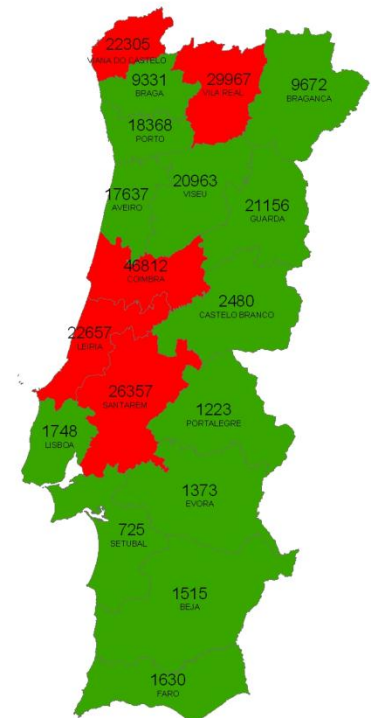 22305
VIANA DO CASTELO
9331
BRAGA
29967
VILA REAL
9672
BRAGANCA
18368
PORTO
17637
AVEIRO
20963
VISEU
21156
GUARDA
46812
COIMBRA
2480
CASTELO BRANCO
22657
LEIRIA
26357
SANTAREM
1223
PORTALEGRE
1748
LISBOA
1373
EVORA
725
SETUBAL
1515
BEJA
1630
FARO